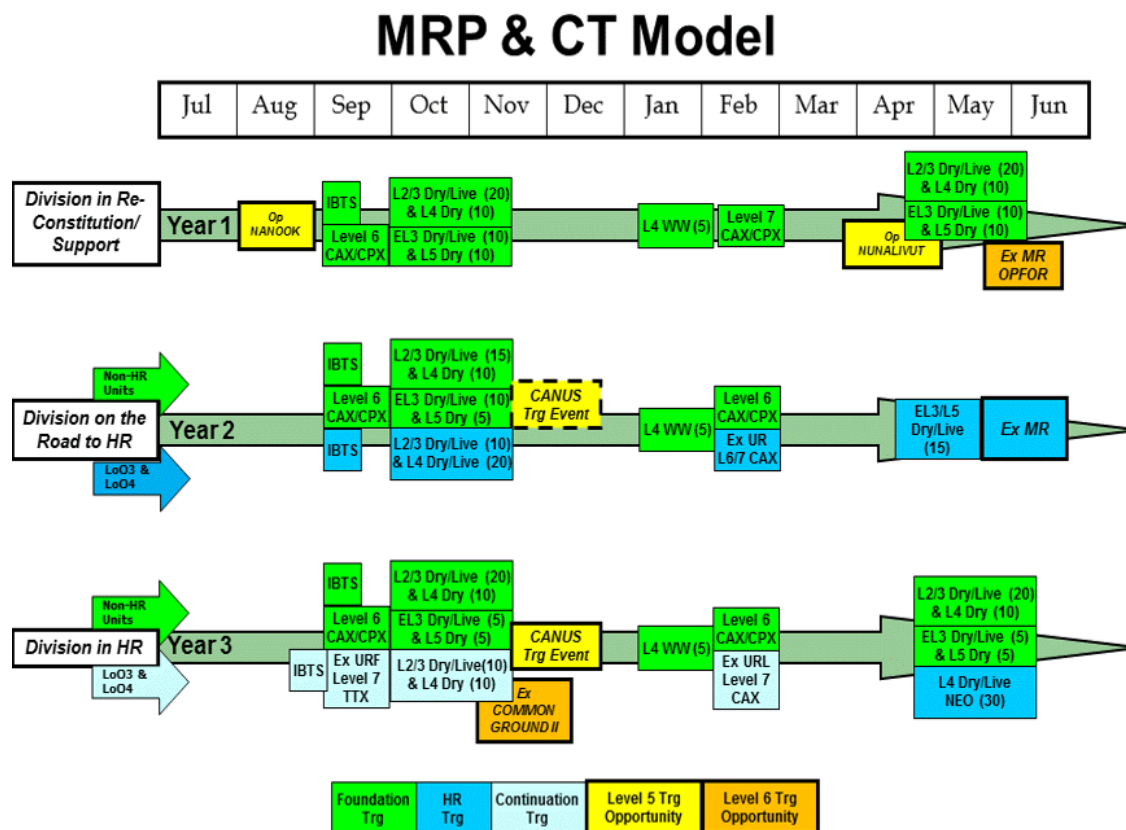 MRP & CT Model
Jul Aug Sep Oct Nov Dec Jan Feb Mar Apr May Jun
Division in Re-
Constitution/
Support
Year 1
Op
NANOOK
IBTS
Level 6
CAX/CPX
L2/3 Dry/Live (20)
& L4 Dry (10)
EL3 Dry/Live (10)
& L5 Dry (10)
L4 WW (5)
Level 7
CAX/CPX
Op
NUNALIVUT
L2/3 Dry/Live (20)
& L4 Dry (10)
EL3 Dry/Live (10)
& L5 Dry (10)
Ex MR
OPFOR
Non-HR
Units
Division on the
Road to HR
LoO3 &
LoO4
Year 2
IBTS
Level 6
CAX/CPX
IBTS
L2/3 Dry/Live (15)
& L4 Dry (10)
EL3 Dry/Live (10)
& L5 Dry (5)
L2/3 Dry/Live (10)
& L4 Dry/Live (20)
CANUS
Trg Event
L4 WW (5)
Level 6
CAX/CPX
Ex UR
L6/7 CAX
EL3/L5
Dry/Live
(15)
Ex MR
Non-HR
Units
Division in HR
LoO3 &
LoO4
Year 3
IBTS
Level 6
CAX/CPX
IBTS
Ex URF
Level 7
TTX
L2/3 Dry/Live (20)
& L4 Dry (10)
EL3 Dry/Live (5)
& L5 Dry (5)
L2/3 Dry/Live(10)
& L4 Dry (10)
CANUS
Trg Event
Ex
COMMON
GROUND II
L4 WW (5)
Level 6
CAX/CPX
Ex URL
Level 7
CAX
L2/3 Dry/Live (20)
& L4 Dry (10)
EL3 Dry/Live (5)
& L5 Dry (5)
L4 Dry/Live
NEO (30)
Foundation
Trg
HR
Trg
Continuation
Trg
Level 5 Trg
Opportunity
Level 6 Trg
Opportunity